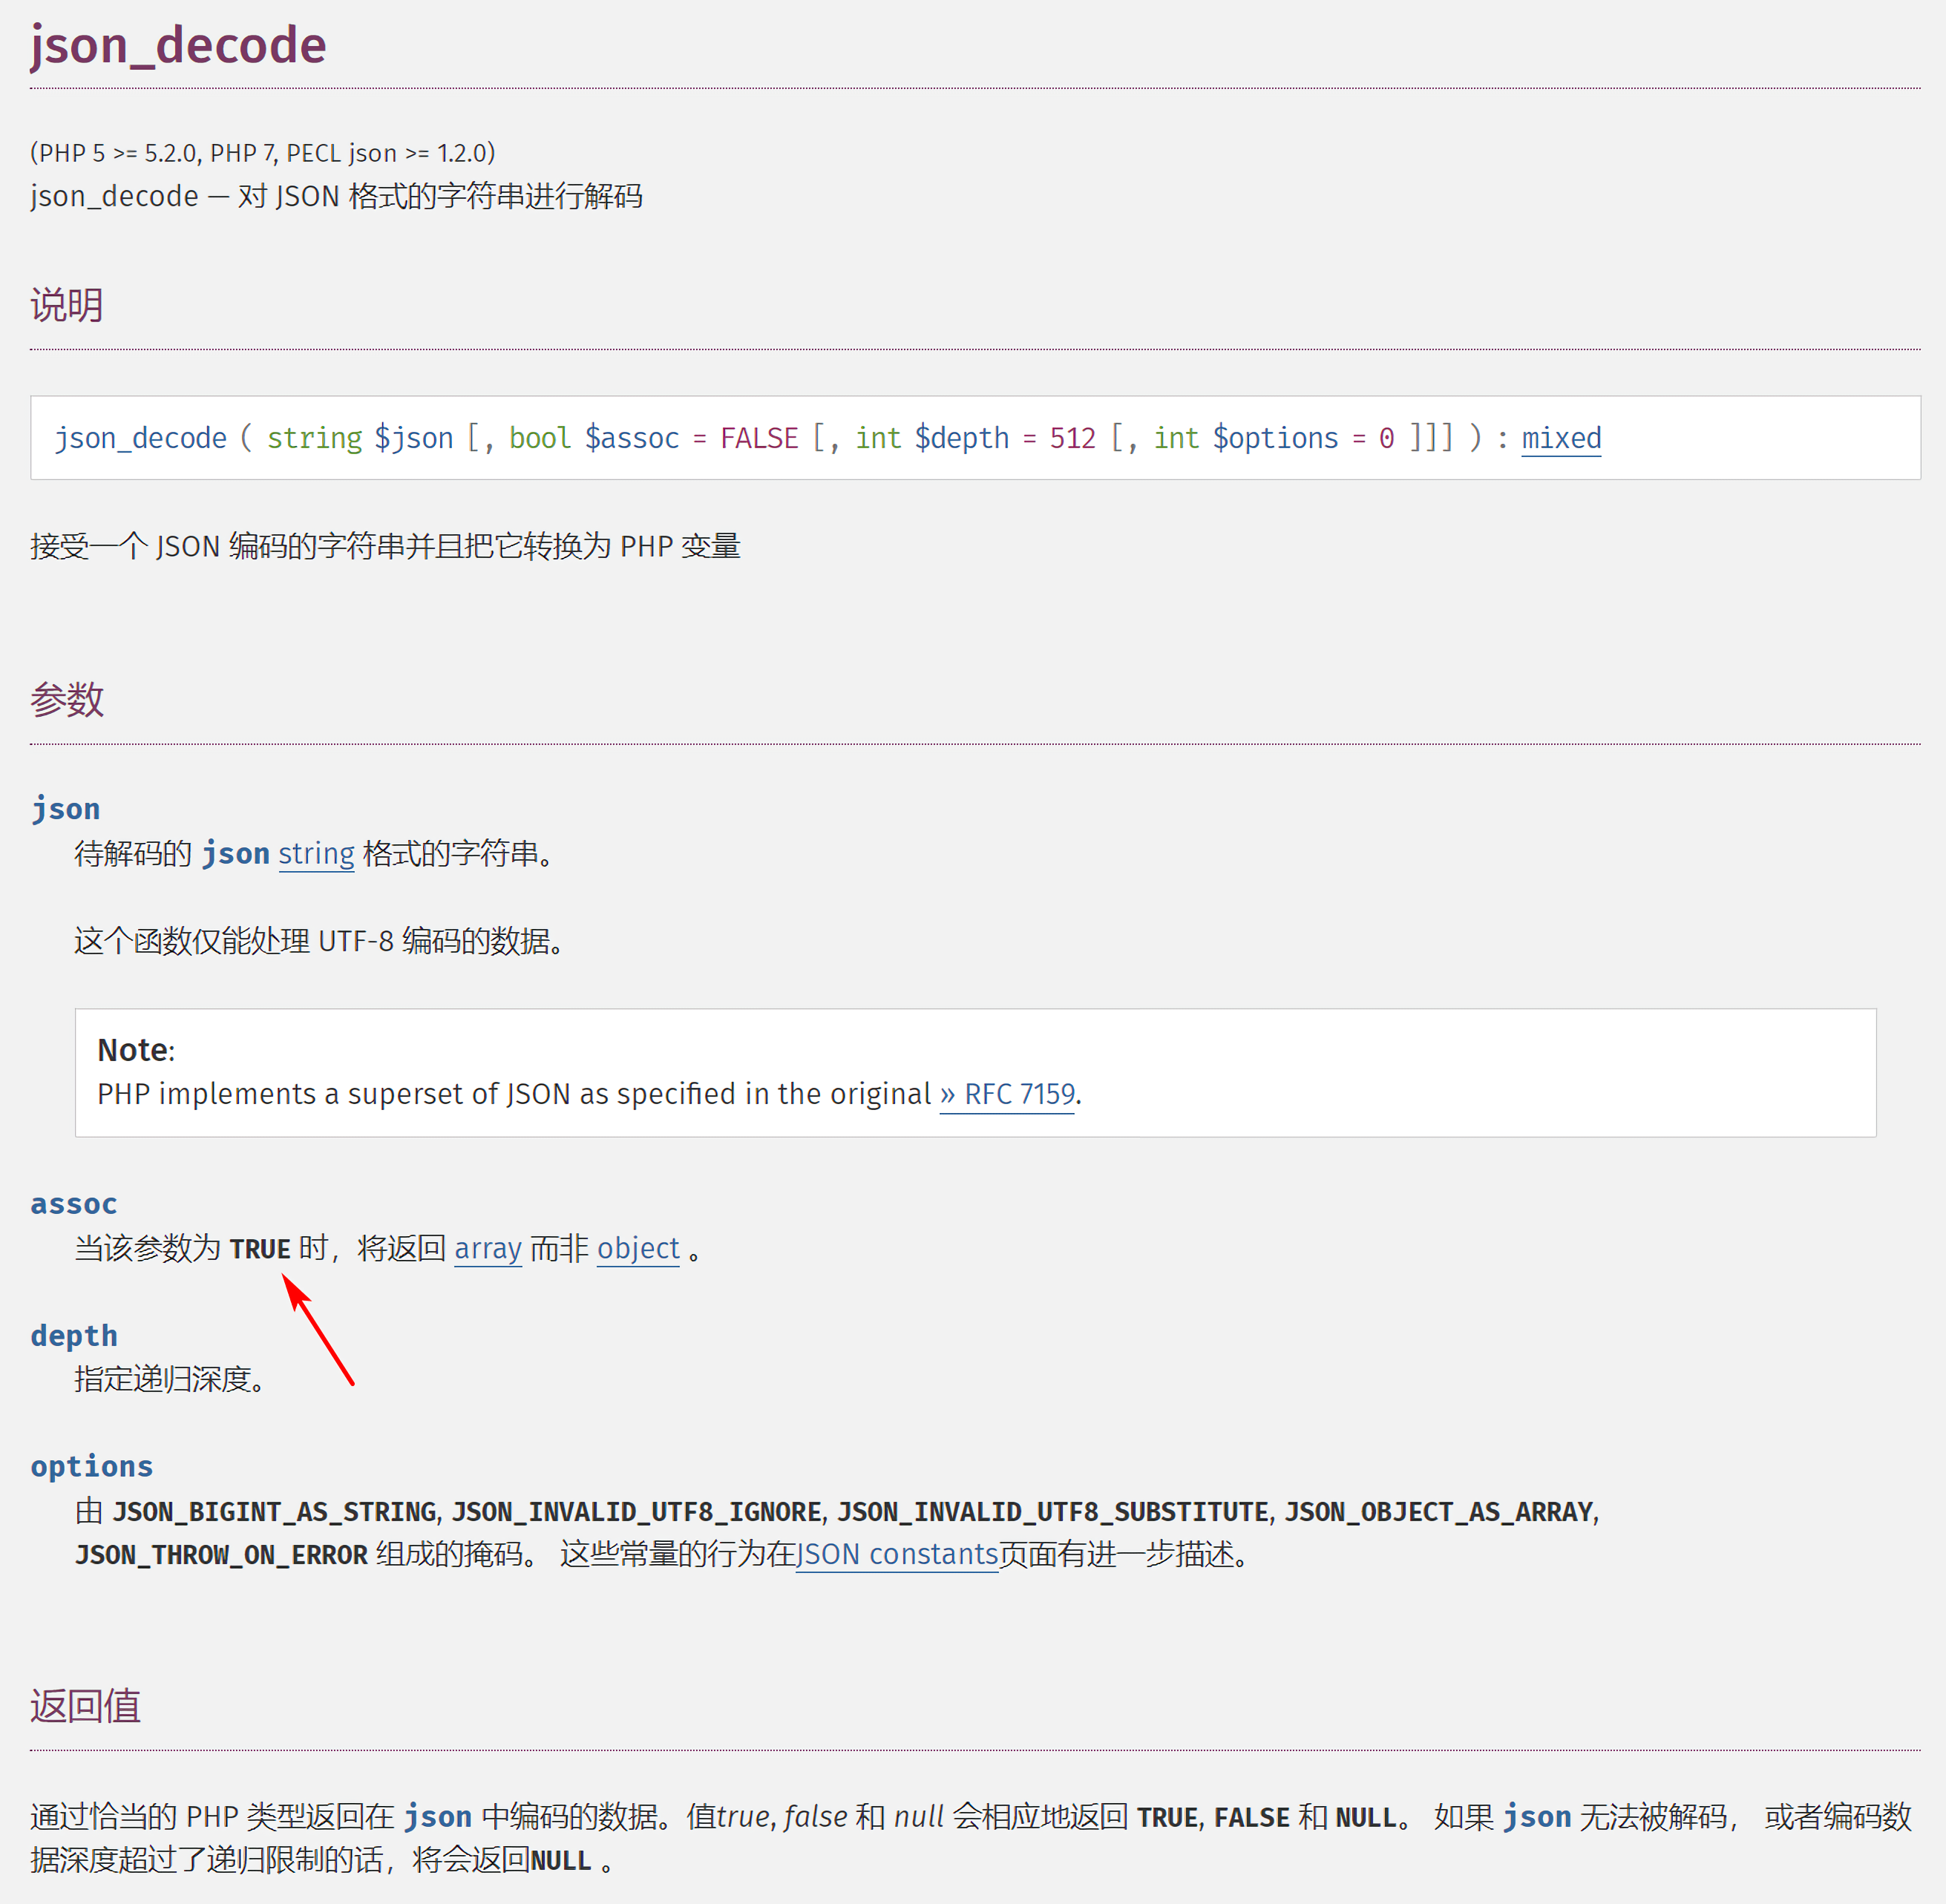 json_decode
(PHP 5 >= 5.2.0, PHP 7, PECL json >= 1.2.0)
json_decode — 对 JSON 格式的字符串进行解码
说明
json_decode ( string $json [, bool $assoc = FALSE [, int $depth = 512 [, int $options = 0 ]]] ) : mixed
接受一个 JSON 编码的字符串并且把它转换为 PHP 变量
参数
json
待解码的 json string 格式的字符串。
这个函数仅能处理 UTF-8 编码的数据。
Note:
PHP implements a superset of JSON as specified in the original » RFC 7159.
assoc
当该参数为 TRUE 时，将返回 array 而非 object 。
depth
指定递归深度。
options
由 JSON_BIGINT_AS_STRING, JSON_INVALID_UTF8_IGNORE, JSON_INVALID_UTF8_SUBSTITUTE, JSON_OBJECT_AS_ARRAY,
JSON_THROW_ON_ERROR 组成的掩码。 这些常量的行为在JSON constants页面有进一步描述。
返回值
通过恰当的 PHP 类型返回在 json 中编码的数据。值true, false 和 null 会相应地返回 TRUE, FALSE 和 NULL。 如果 json 无法被解码， 或者编码数
据深度超过了递归限制的话，将会返回NULL 。